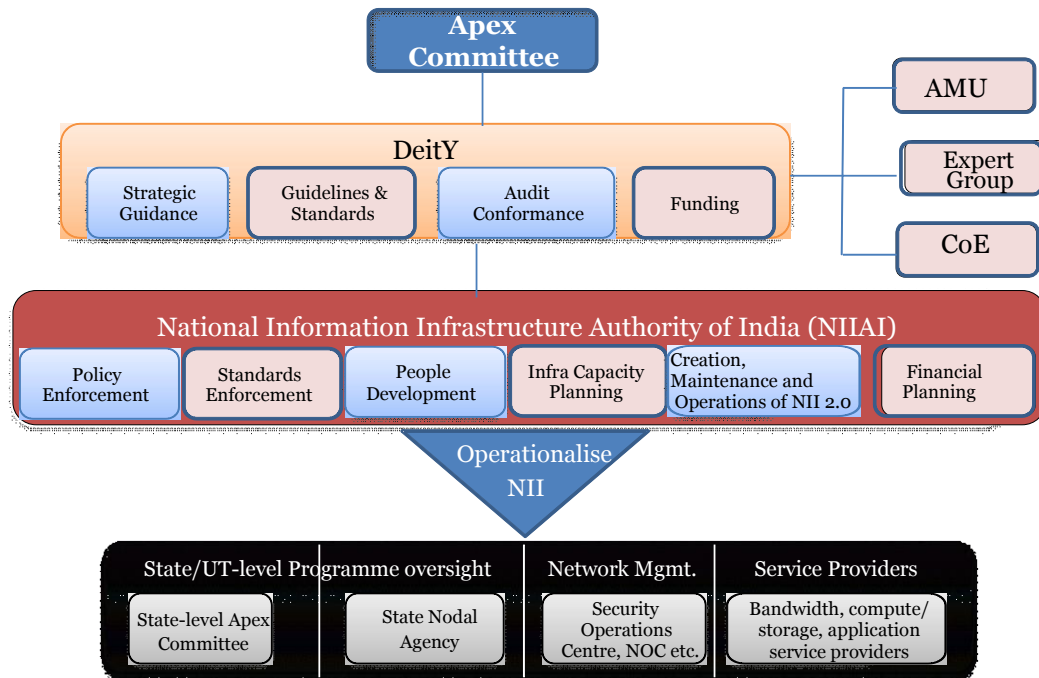 Apex
Committee
AMU
DeitY
Expert
Group
Strategic
Guidance
Guidelines &
Standards
Audit
Conformance
Funding
CoE
National Information Infrastructure Authority of India (NIIAI)
Policy
Enforcement
Standards
Enforcement
People
Development
Infra Capacity
Planning
Creation,
Maintenance and
Operations of NII 2.0
Financial
Planning
Operationalise
NII
State/UT-level Programme oversight
Network Mgmt.
Service Providers
State-level Apex
Committee
State Nodal
Agency
Security
Operations
Centre, NOC etc.
Bandwidth, compute/
storage, application
service providers